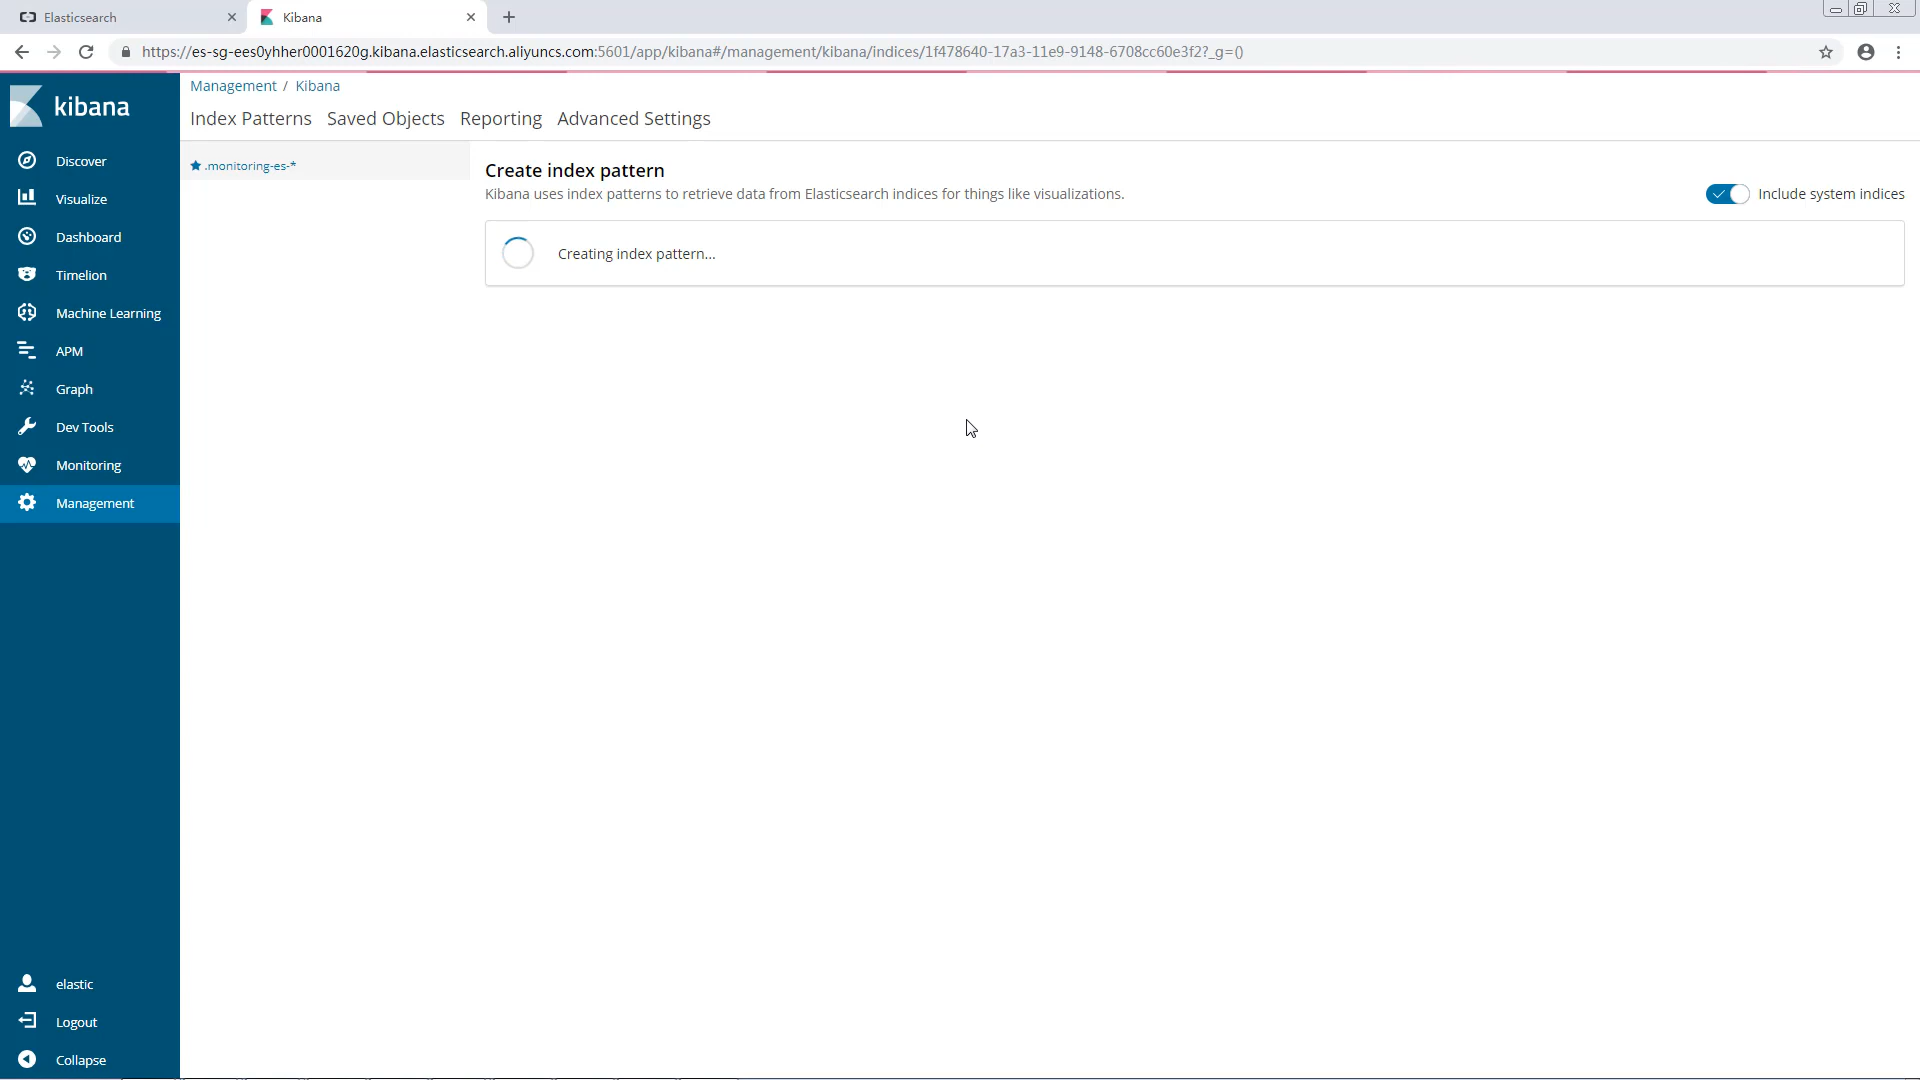 Elasticsearch
Kibana
https://es-sg-ees0yhher0001620g.kibana.elasticsearch.aliyuncs.com:5601/app/kibana#/management/kibana/indices/1f478640-17a3-11e9-9148-6708cc60e3f2?_g=()
kibana
Management / Kibana
Index Patterns Saved Objects Reporting Advanced Settings
Discover
Visualize
Dashboard
Timelion
Machine Learning
APM
Graph
Dev Tools
Monitoring
Management
elastic
Logout
Collapse
.monitoring-es-*
Create index pattern
Kibana uses index patterns to retrieve data from Elasticsearch indices for things like visualizations.
Include system indices
Creating index pattern...